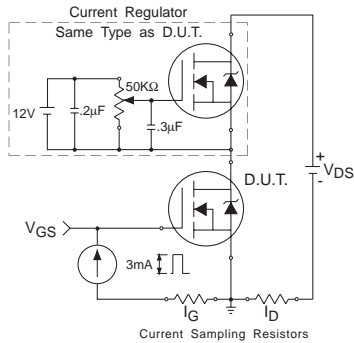 Current Regulator
Same Type as D.U.T.
50KΩ
12V
.2μF
.3μF
D.U.T.
+
VDS
-
VGS
3mA
IG
ID
Current Sampling Resistors